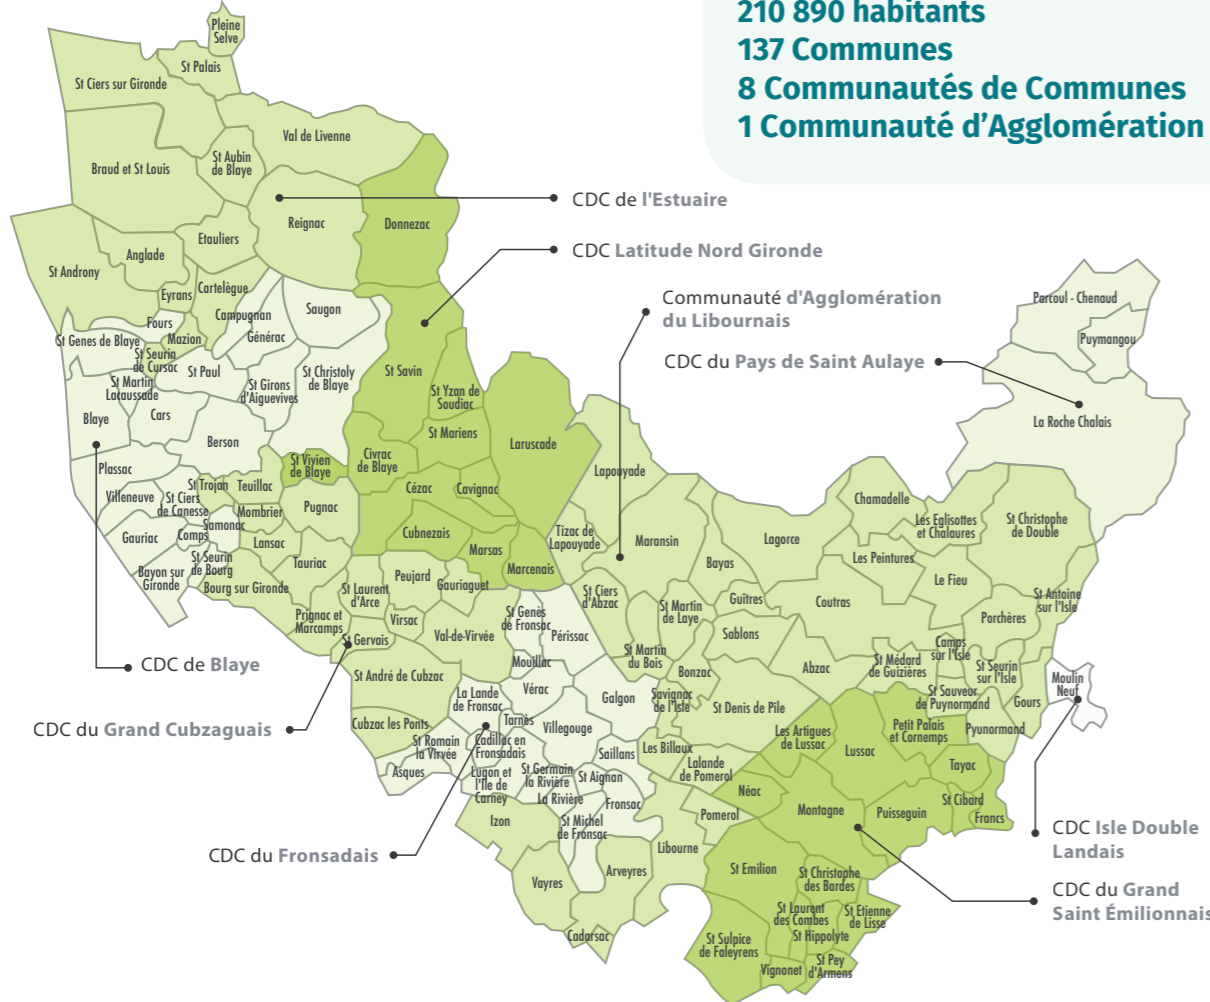 210 890 habitants
137 Communes
8 Communautés de Communes
1 Communauté d'Agglomération
Pleine
Selve
St Palais
St Ciers sur Gironde
Val de Livenne
St Aubin
de Blaye
Braud et St Louis
CDC de l'Estuaire
Reignac
Donnezac
Etauliers
CDC Latitude Nord Gironde
Anglade
St Androny
Cartelègue
Eyrans
Communauté d'Agglomération
du Libournais
Parcoul - Chenaud
Saugon
Campugnan
Fours
Générac
Puymangou
Mazion
St Genes de Blaye
CDC du Pays de Saint Aulaye
St Seurin
de Cursac
St Paul
St Christoly
de Blaye
St Savin
St Martin
Lacaussade
St Girons
d'Aiguevives
St Yzan de
Soudiac
Blaye
Cars
La Roche Chalais
St Mariens
Berson
Laruscade
Civrac
de Blaye
St Vivien
de Blaye
Plassac
Lapouyade
St Trojan
Teuillac
Cézac
Cavignac
Villeneuve
St Ciers
de Canesse
Chamadelle
Pugnac
Mombrier
Samonac
Les Eglisottes
et Chalaures
St Christophe
de Double
Cubnezais
Tizac de
Lapouyade
Gauriac
Comps
Lansac
Maransin
Lagorce
Marsas
Les Peintures
St Seurin
de Bourg
Tauriac
Bayas
Marcenais
Bayon sur
Gironde
Peujard
Le Fieu
Bourg sur Gironde
Gauriaguet
St Laurent
d'Arce
St Ciers
d'Abzac
Guîtres
Coutras
St Antoine
sur l'Isle
St Martin
de Laye
St Genès
de Fronsac
Prignac et
Marcamps
Virsac
Porchères
Val-de-Virvée
Périssac
Sablons
St Gervais
Camps
sur l'Isle
St Martin
du Bois
Mouillac
CDC de Blaye
St Médard
de Guizières
Abzac
St Seurin
sur l'Isle
St André de Cubzac
Bonzac
Moulin
Neuf
Vérac
La Lande
de Fronsac
Galgon
Savignac
de l'Isle
St Sauveur
de Puynormand
Gours
St Denis de Pile
Cubzac les Ponts
Tarnès
CDC du Grand Cubzaguais
Villegouge
Petit Palais
et Cornemps
Pyunormand
Les Artigues
de Lussac
St Romain
la Virvée
Cadillac en
Fronsadais
Lussac
Saillans
Les Billaux
Lalande
de Pomerol
Tayac
Asques
Lugon et
l'Ile de
Carney
St Germain
la Rivière
St Aignan
Néac
La Rivière
Fronsac
Montagne
Puisseguin
St Cibard
Pomerol
Francs
Izon
St Michel
de Fronsac
CDC Isle Double
Landais
Libourne
CDC du Fronsadais
St Emilion
Arveyres
St Christophe
des Bardes
Vayres
CDC du Grand
Saint Émilionnais
St Laurent
des Combes
St Etienne
de Lisse
Cadarsac
St Hippolyte
St Sulpice
de Faleyrens
St Pey
d'Armens
Vignonet